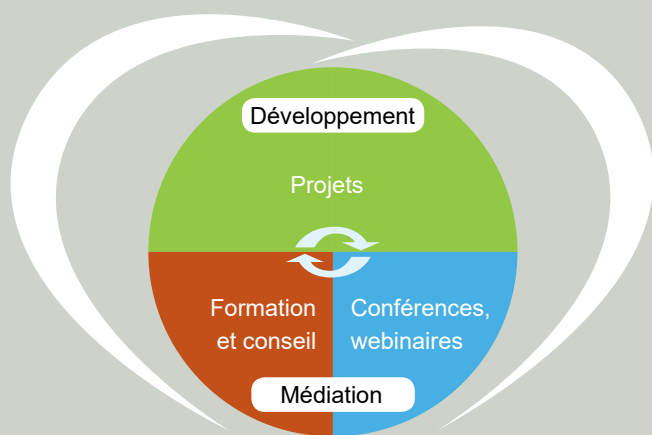 Développement
Projets
Formation
et conseil
Conférences,
webinaires
Médiation